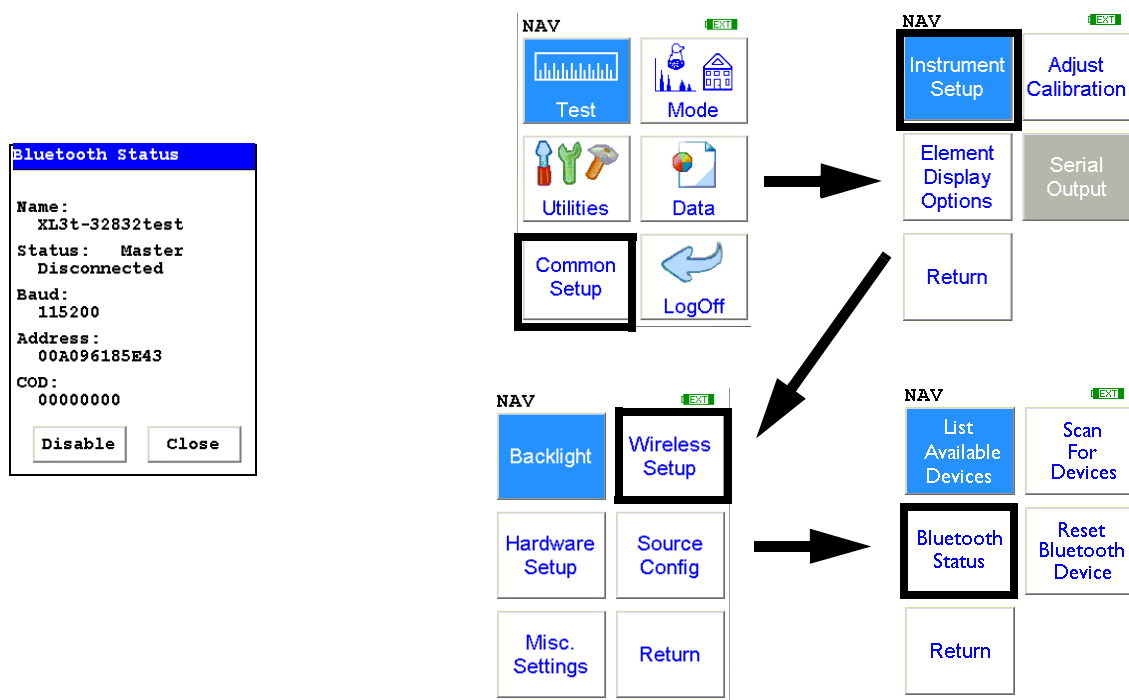 Bluetooth Status
Name:
XL3t-32832test
Status: Master
Disconnected
Baud:
115200
Address:
00A096185E43
COD:
00000000
Disable Close
NAV EXT
Test Mode
Utilities Data
Common
Setup
LogOff
NAV EXT
Instrument
Setup
Adjust
Calibration
Element
Display
Options
Serial
Output
Return
NAV EXT
Backlight
Wireless
Setup
Hardware
Setup
Source
Config
Misc.
Settings
Return
NAV EXT
List
Available
Devices
Scan
For
Devices
Bluetooth
Status
Reset
Bluetooth
Device
Return